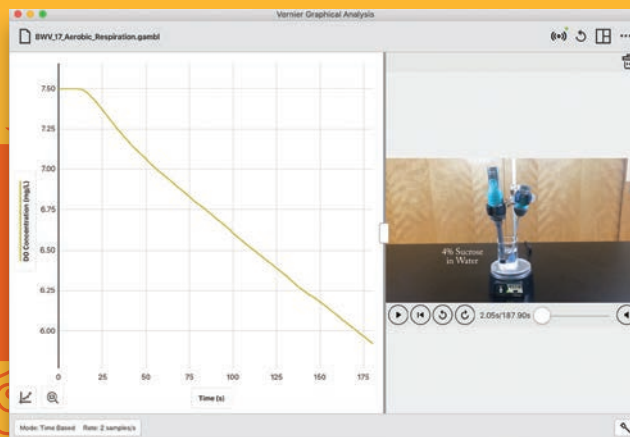 Vernier Graphical Analysis
BWV_17_Aerobic_Respiration.gambl
7.50
7.25
7.00
6.75
6.50
6.25
6.00
DO Concentration (mg/L)
0 25 50 75 100 125 150 175
Time (s)
4% Sucrose
in Water
2.05s/187.90s
Mode: Time Based Rate: 2 samples/s